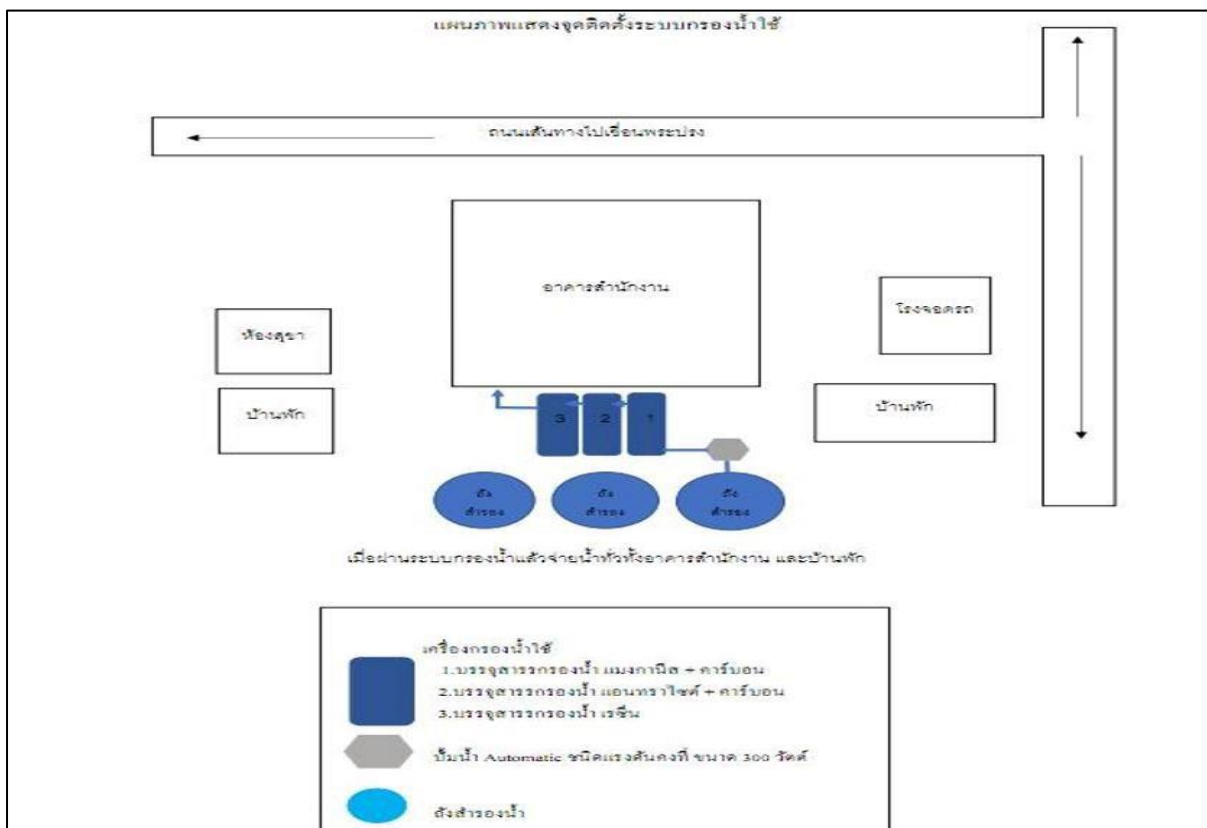 แผนภาพแสดงจุดติดตั้งระบบกรองน้ำใช้
ถนนเส้นทางไปเขื่อนพระปรง
อาคารสำนักงาน
โรงจอดรถ
ห้องสุขา
บ้านพัก
บ้านพัก
3 2 1
ถัง
สำรอง
ถัง
สำรอง
ถัง
สำรอง
เมื่อผ่านระบบกรองน้ำแล้วจ่ายน้ำทั่วทั้งอาคารสำนักงาน และบ้านพัก
เครื่องกรองน้ำใช้
1.บรรจุสารรกรองน้ำ แมงกานีส + คาร์บอน
2.บรรจุสารรกรองน้ำ แอนทราไซต์ + คาร์บอน
3.บรรจุสารรกรองน้ำ เรซิ่น
ปั้มน้ำ Automatic ชนิดแรงดันคงที่ ขนาด 300 วัตต์
ถังสำรองน้ำ